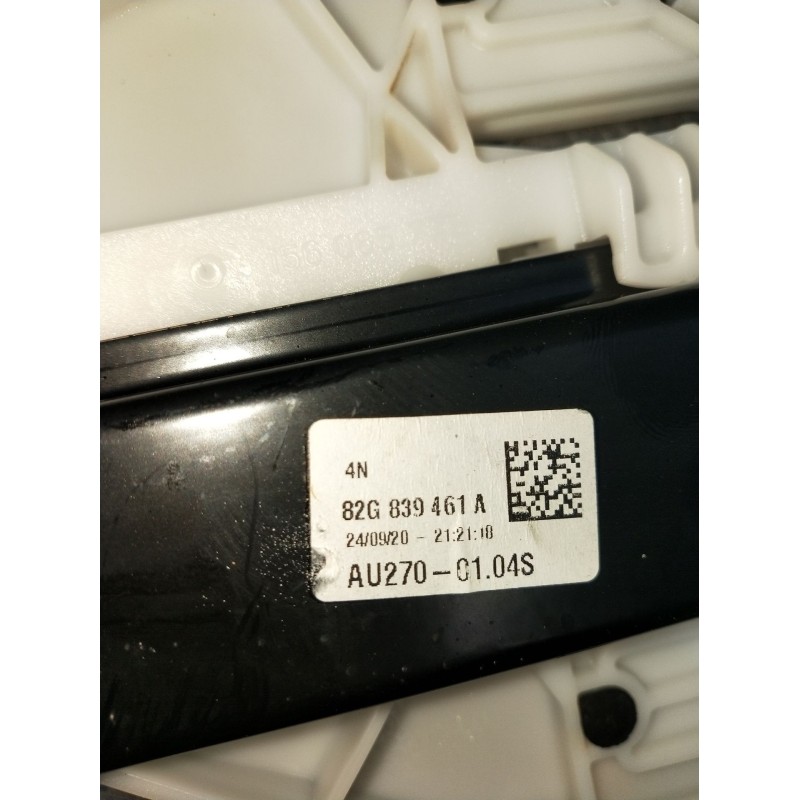 4N
82G 839 461 A
24/09/20 - 21:21:18
AU270-01.04S